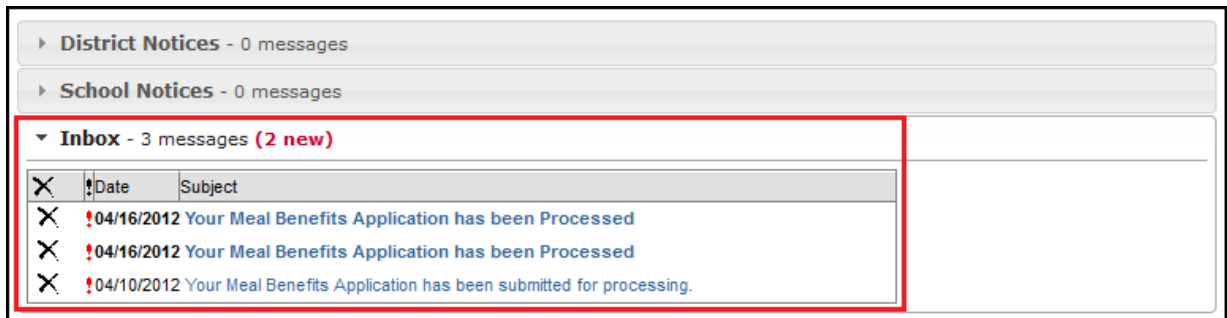 District Notices - 0 messages
School Notices - 0 messages
Inbox - 3 messages (2 new)
! Date Subject
! 04/16/2012 Your Meal Benefits Application has been Processed
! 04/16/2012 Your Meal Benefits Application has been Processed
! 04/10/2012 Your Meal Benefits Application has been submitted for processing.